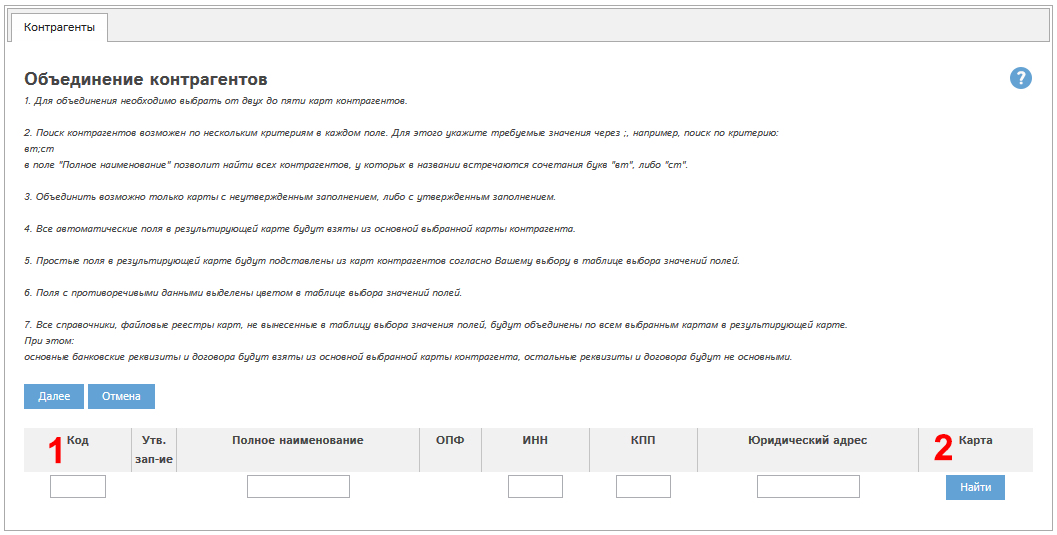 Контрагенты
Объединение контрагентов
?
1. Для объединения необходимо выбрать от двух до пяти карт контрагентов.
2. Поиск контрагентов возможен по нескольким критериям в каждом поле. Для этого укажите требуемые значения через ;, например, поиск по критерию:
вт;ст
в поле "Полное наименование" позволит найти всех контрагентов, у которых в названии встречаются сочетания букв "вт", либо "ст".
3. Объединить возможно только карты с неутвержденным заполнением, либо с утвержденным заполнением.
4. Все автоматические поля в результирующей карте будут взяты из основной выбранной карты контрагента.
5. Простые поля в результирующей карте будут подставлены из карт контрагентов согласно Вашему выбору в таблице выбора значений полей.
6. Поля с противоречивыми данными выделены цветом в таблице выбора значений полей.
7. Все справочники, файловые реестры карт, не вынесенные в таблицу выбора значения полей, будут объединены по всем выбранным картам в результирующей карте.
При этом:
основные банковские реквизиты и договора будут взяты из основной выбранной карты контрагента, остальные реквизиты и договора будут не основными.
Далее Отмена
1 Код Утв. Полное наименование ОПФ ИНН КПП Юридический адрес 2 Карта
зап-ие
Найти